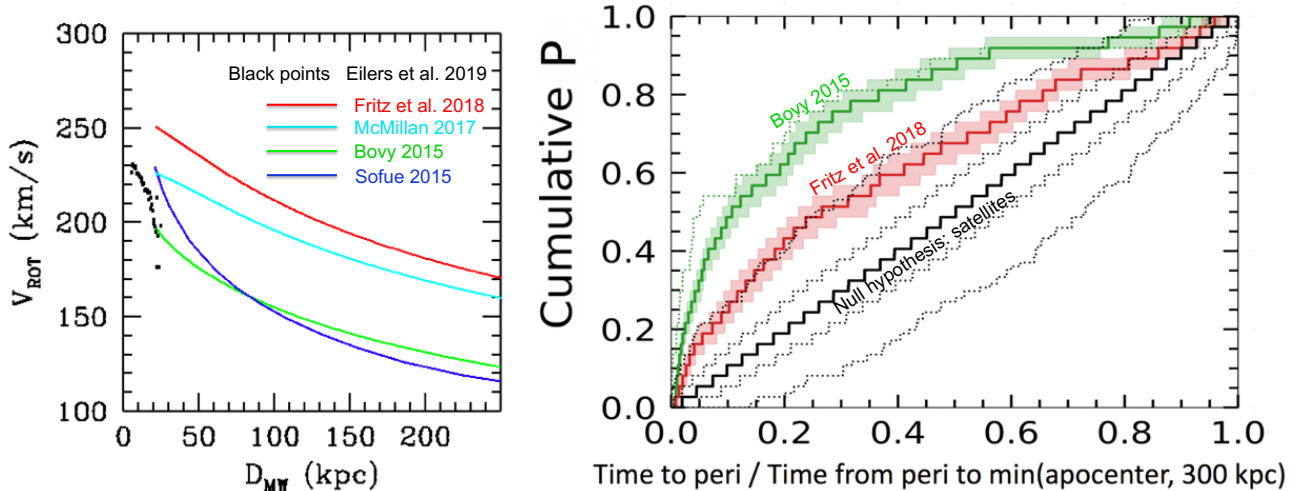 300
250
200
150
100
V_ROT (km/s)
0 50 100 150 200
D_MW (kpc)
Black points Eilers et al. 2019
Fritz et al. 2018
McMillan 2017
Bovy 2015
Sofue 2015
1.0
0.8
0.6
0.4
0.2
0.0
Cumulative P
Bovy 2015
Fritz et al. 2018
Null hypothesis: satellites
0.0 0.2 0.4 0.6 0.8 1.0
Time to peri / Time from peri to min(apocenter, 300 kpc)